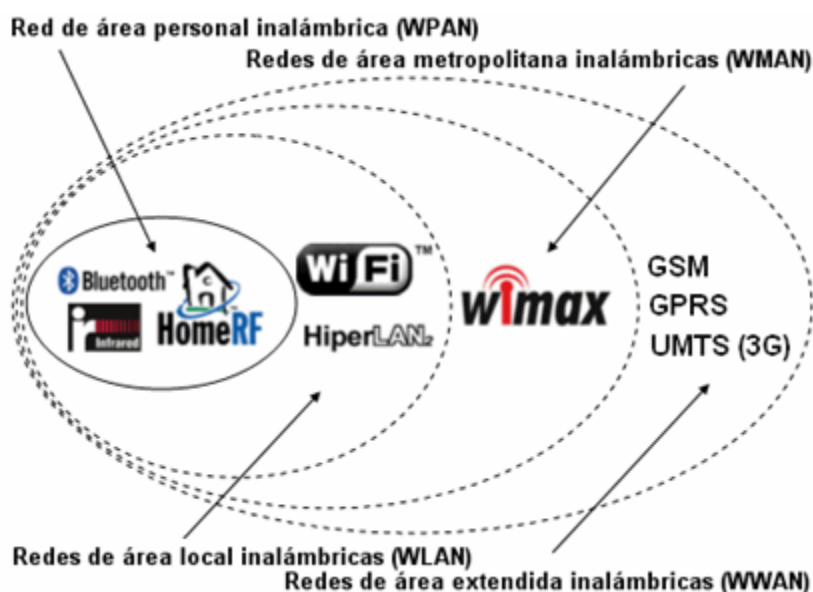 Red de área personal inalámbrica (WPAN)
Redes de área metropolitana inalámbricas (WMAN)
Bluetooth™
Infrared
HomeRF™
WiFi™
HiperLAN2
wimax
GSM
GPRS
UMTS (3G)
Redes de área local inalámbricas (WLAN)
Redes de área extendida inalámbricas (WWAN)